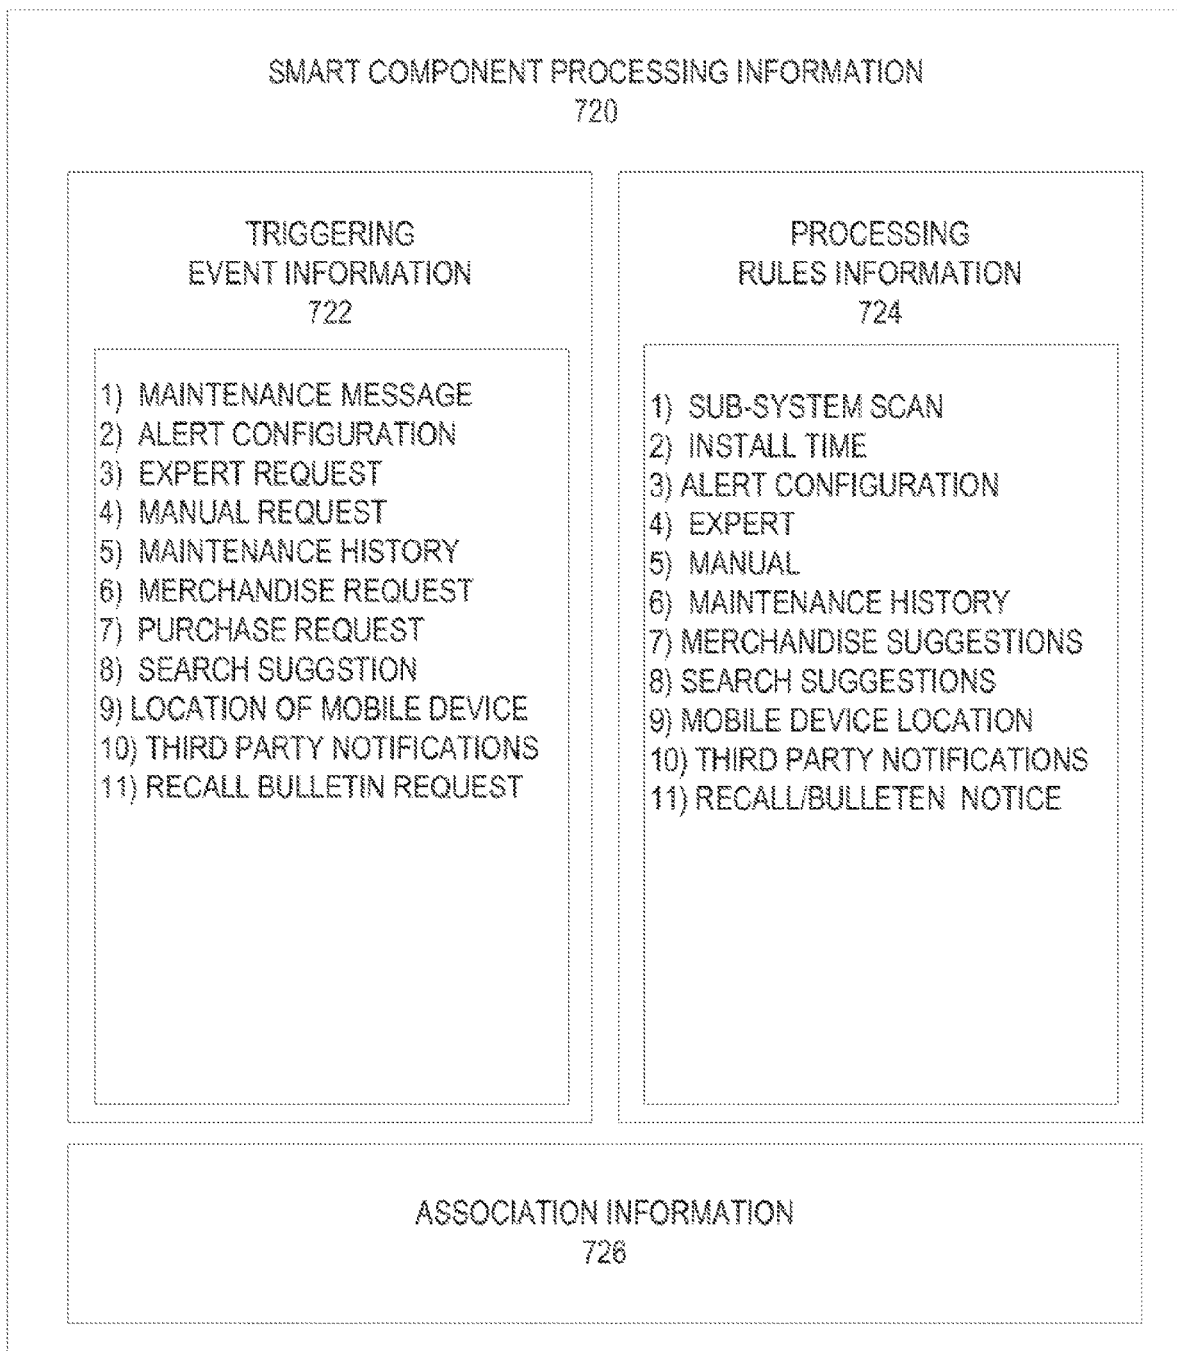 SMART COMPONENT PROCESSING INFORMATION
720
TRIGGERING
EVENT INFORMATION
722
1) MAINTENANCE MESSAGE
2) ALERT CONFIGURATION
3) EXPERT REQUEST
4) MANUAL REQUEST
5) MAINTENANCE HISTORY
6) MERCHANDISE REQUEST
7) PURCHASE REQUEST
8) SEARCH SUGGSTION
9) LOCATION OF MOBILE DEVICE
10) THIRD PARTY NOTIFICATIONS
11) RECALL BULLETIN REQUEST
PROCESSING
RULES INFORMATION
724
1) SUB-SYSTEM SCAN
2) INSTALL TIME
3) ALERT CONFIGURATION
4) EXPERT
5) MANUAL
6) MAINTENANCE HISTORY
7) MERCHANDISE SUGGESTIONS
8) SEARCH SUGGESTIONS
9) MOBILE DEVICE LOCATION
10) THIRD PARTY NOTIFICATIONS
11) RECALL/BULLETEN NOTICE
ASSOCIATION INFORMATION
726